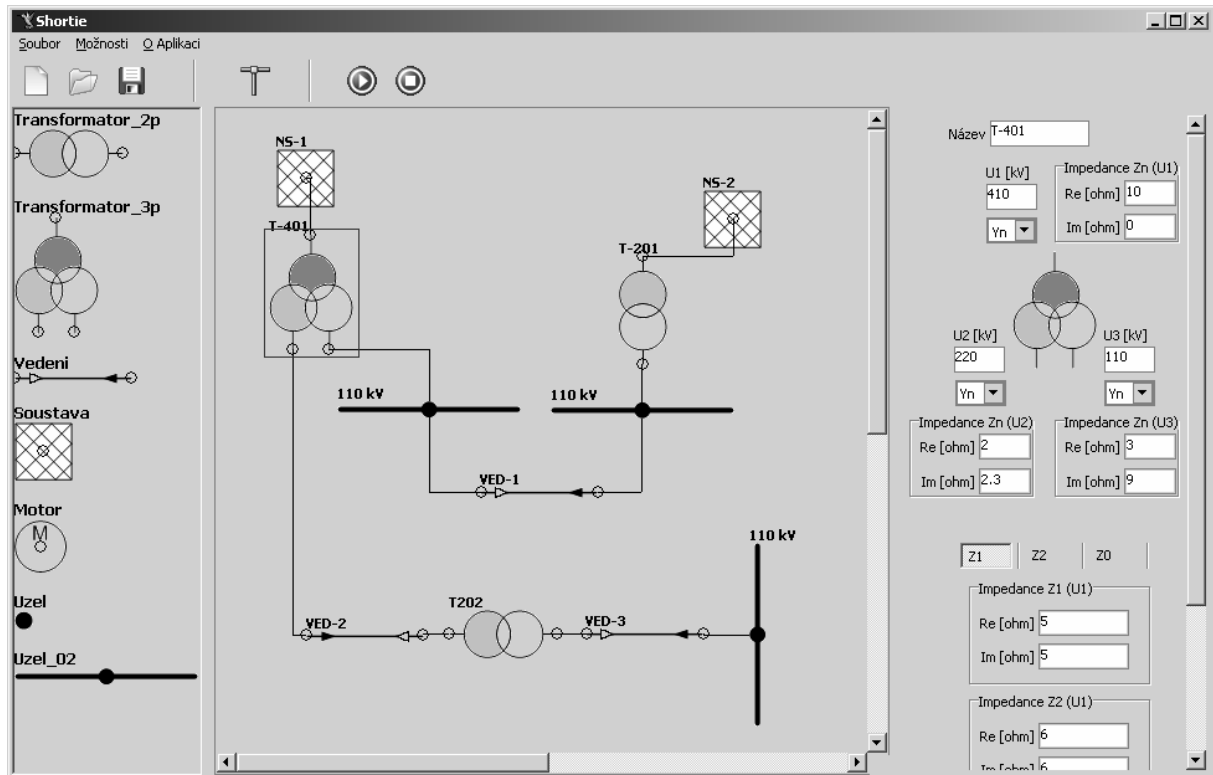 Shortie
Soubor Možnosti O Aplikaci
Transformator_2p
Transformator_3p
Vedeni
Soustava
Motor
M
Uzel
Uzel_02
NS-1
T-401
NS-2
T-201
110 kV
110 kV
VED-1
110 kV
VED-2
T202
VED-3
Název T-401
U1 [kV]
410
Yn
Impedance Zn (U1)
Re [ohm] 10
Im [ohm] 0
U2 [kV]
220
Yn
U3 [kV]
110
Yn
Impedance Zn (U2)
Re [ohm] 2
Im [ohm] 2.3
Impedance Zn (U3)
Re [ohm] 3
Im [ohm] 9
Z1 Z2 Z0
Impedance Z1 (U1)
Re [ohm] 5
Im [ohm] 5
Impedance Z2 (U1)
Re [ohm] 6
Im [ohm] 6